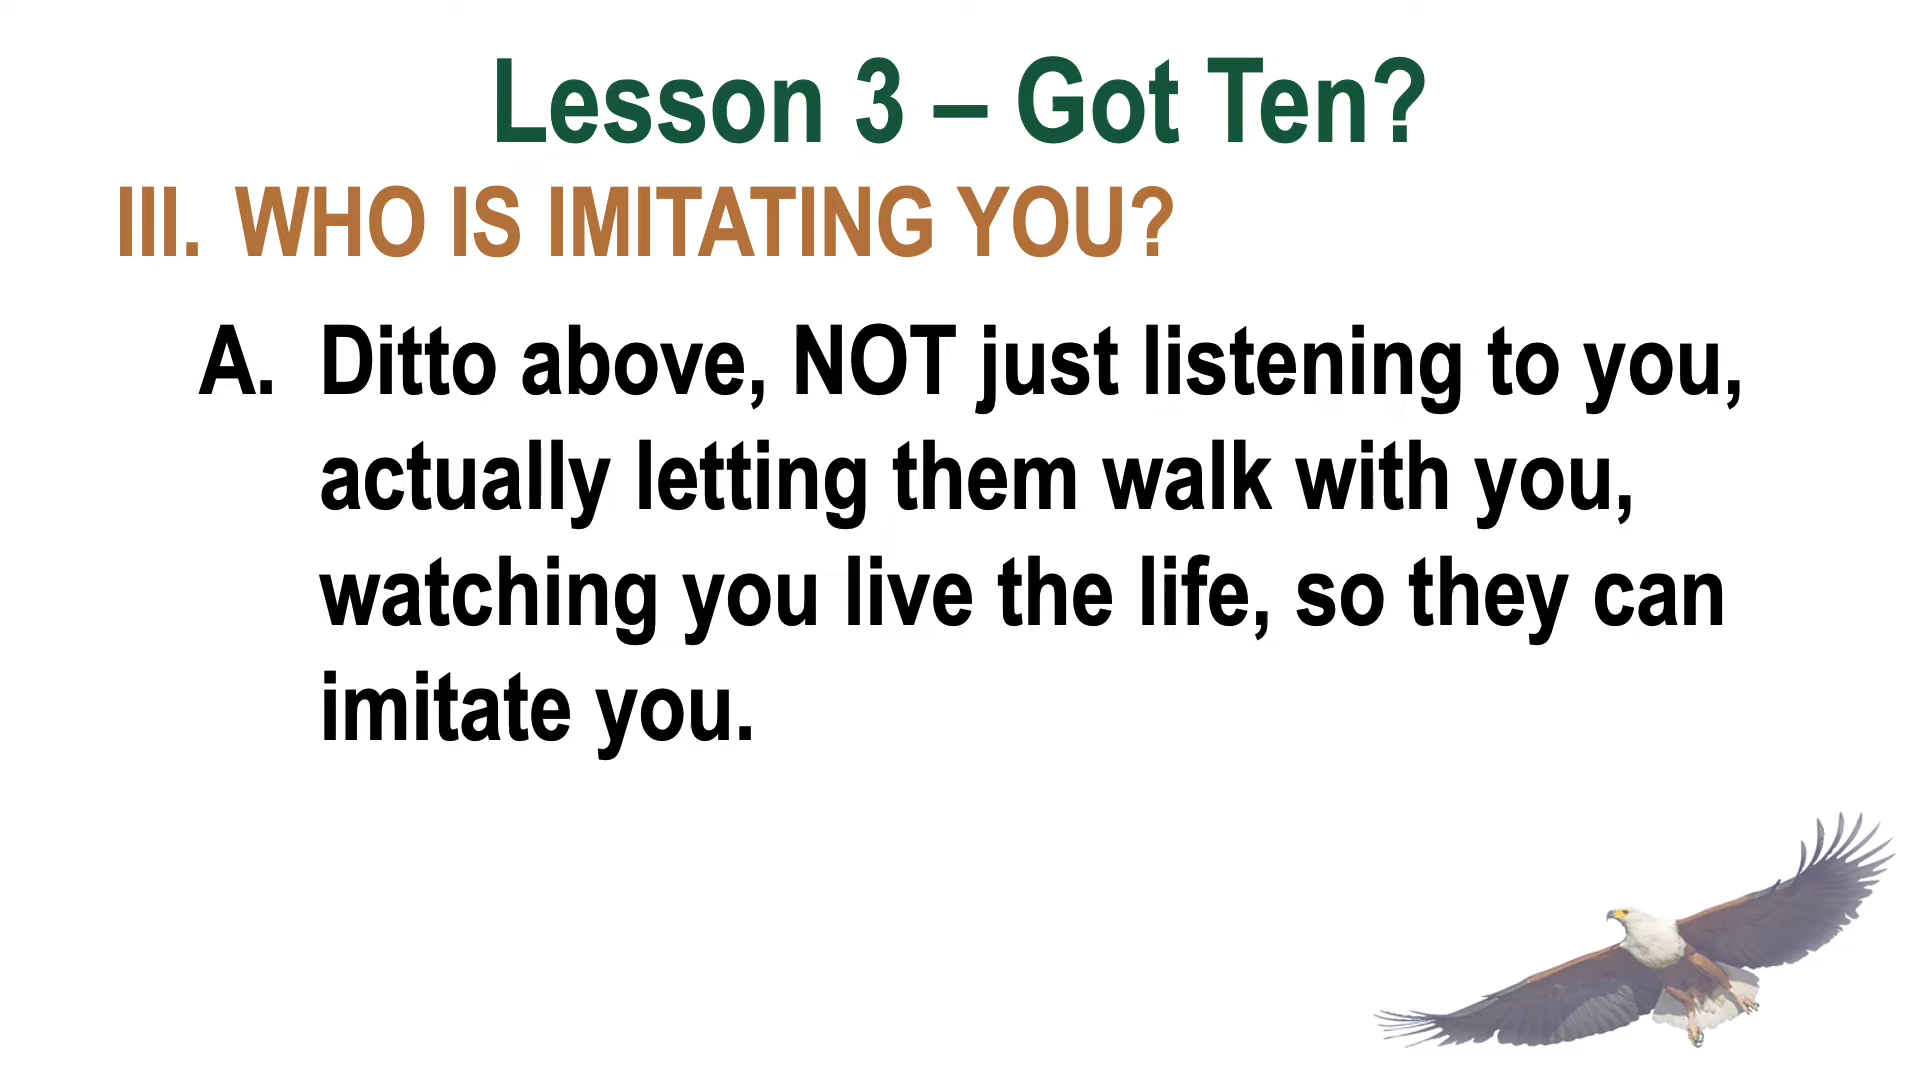 Lesson 3 – Got Ten?
III. WHO IS IMITATING YOU?
A. Ditto above, NOT just listening to you,
actually letting them walk with you,
watching you live the life, so they can
imitate you.